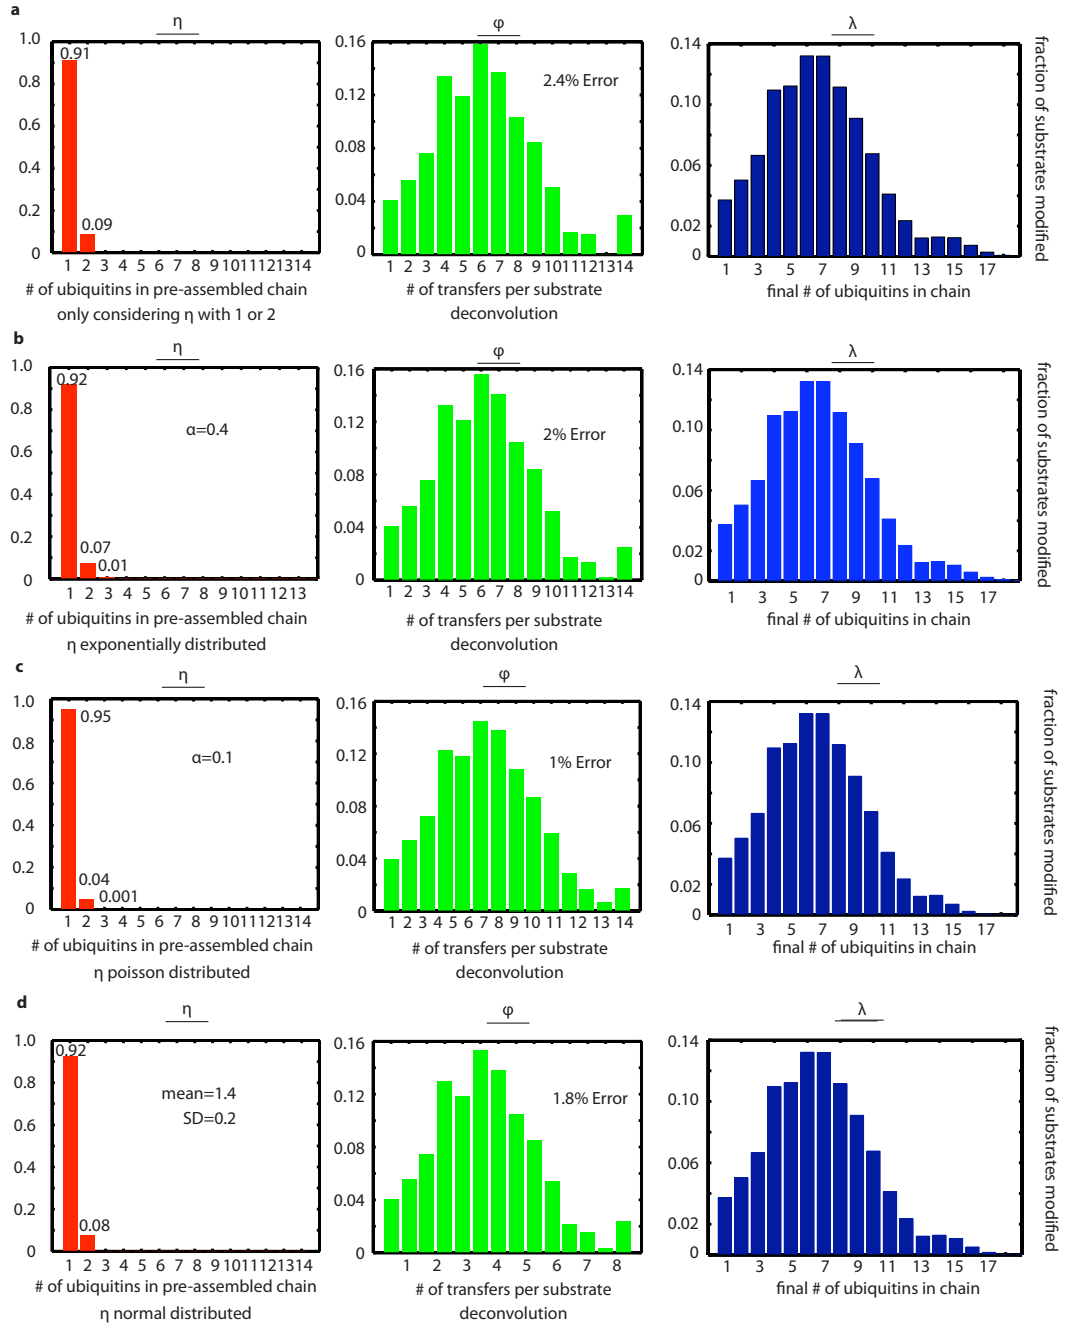 a
η
φ
λ
1.0
0.8
0.6
0.4
0.2
0
0.91
0.09
1 2 3 4 5 6 7 8 9 1011121314
# of ubiquitins in pre-assembled chain
only considering η with 1 or 2
0.16
0.12
0.08
0.04
0
2.4% Error
1 2 3 4 5 6 7 8 9 10 11 121314
# of transfers per substrate
deconvolution
0.14
0.10
0.06
0.02
0
1 3 5 7 9 11 13 15 17
final # of ubiquitins in chain
fraction of substrates modified
b
η
φ
λ
1.0
0.8
0.6
0.4
0.2
0
0.92
0.07
0.01
α=0.4
1 2 3 4 5 6 7 8 9 10 11 12 13
# of ubiquitins in pre-assembled chain
η exponentially distributed
0.16
0.12
0.08
0.04
0
2% Error
1 2 3 4 5 6 7 8 9 10 11 1213 14
# of transfers per substrate
deconvolution
0.14
0.10
0.06
0.02
0
1 3 5 7 9 11 13 15 17
final # of ubiquitins in chain
fraction of substrates modified
c
η
φ
λ
1.0
0.8
0.6
0.4
0.2
0
0.95
0.04
0.001
α=0.1
1 2 3 4 5 6 7 8 9 1011 121314
# of ubiquitins in pre-assembled chain
η poisson distributed
0.16
0.12
0.08
0.04
0
1% Error
1 2 3 4 5 6 7 8 9 10 11 12 13 14
# of transfers per substrate
deconvolution
0.14
0.10
0.06
0.02
0
1 3 5 7 9 11 13 15 17
final # of ubiquitins in chain
fraction of substrates modified
d
η
φ
λ
1.0
0.8
0.6
0.4
0.2
0
0.92
0.08
mean=1.4
SD=0.2
1 2 3 4 5 6 7 8 9 1011 121314
# of ubiquitins in pre-assembled chain
η normal distributed
0.16
0.12
0.08
0.04
0
1.8% Error
1 2 3 4 5 6 7 8
# of transfers per substrate
deconvolution
0.14
0.10
0.06
0.02
0
1 3 5 7 9 11 13 15 17
final # of ubiquitins in chain
fraction of substrates modified